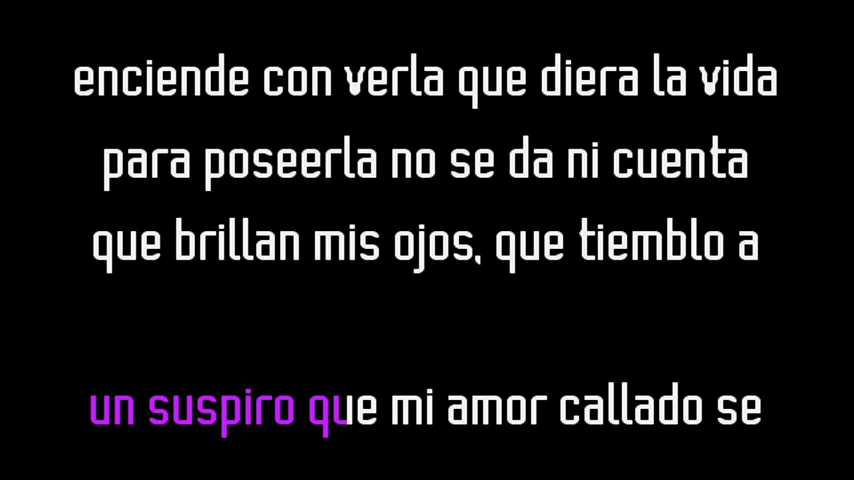 enciende con verla que diera la vida
para poseerla no se da ni cuenta
que brillan mis ojos, que tiemblo a
un suspiro que mi amor callado se